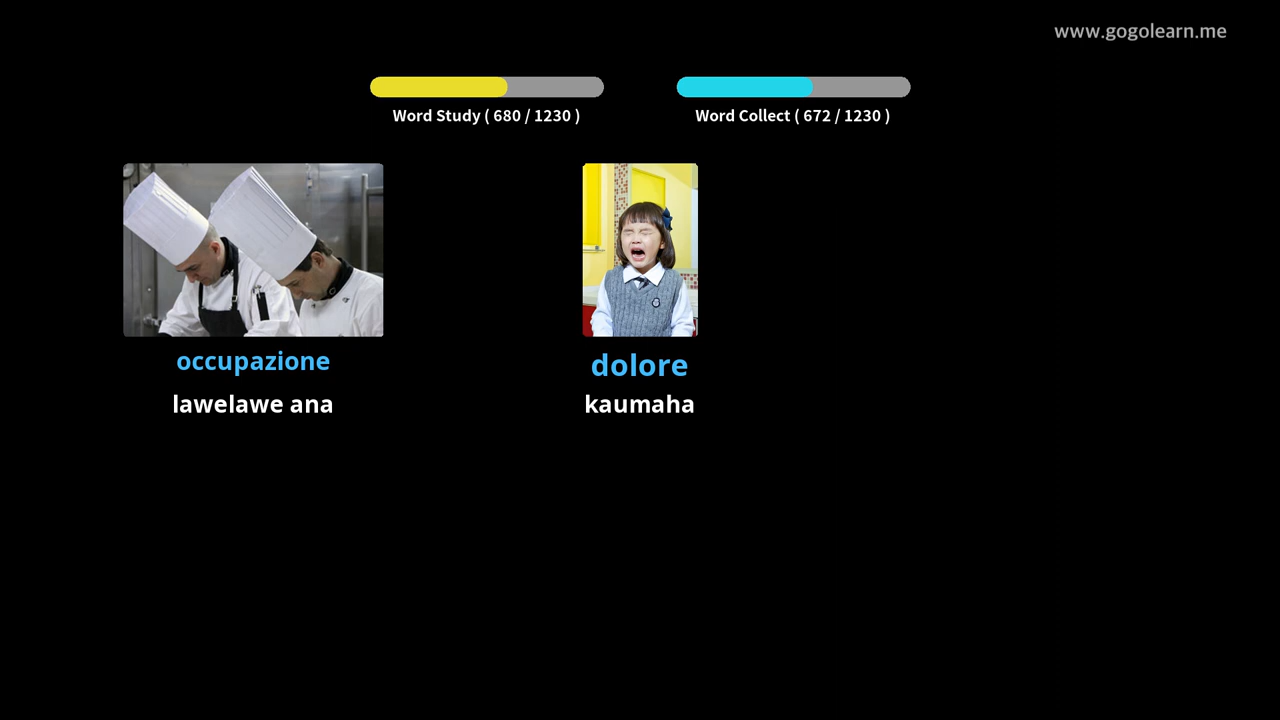 www.gogolearn.me
Word Study ( 680 / 1230 )
Word Collect ( 672 / 1230 )
occupazione
lawelawe ana
dolore
kaumaha